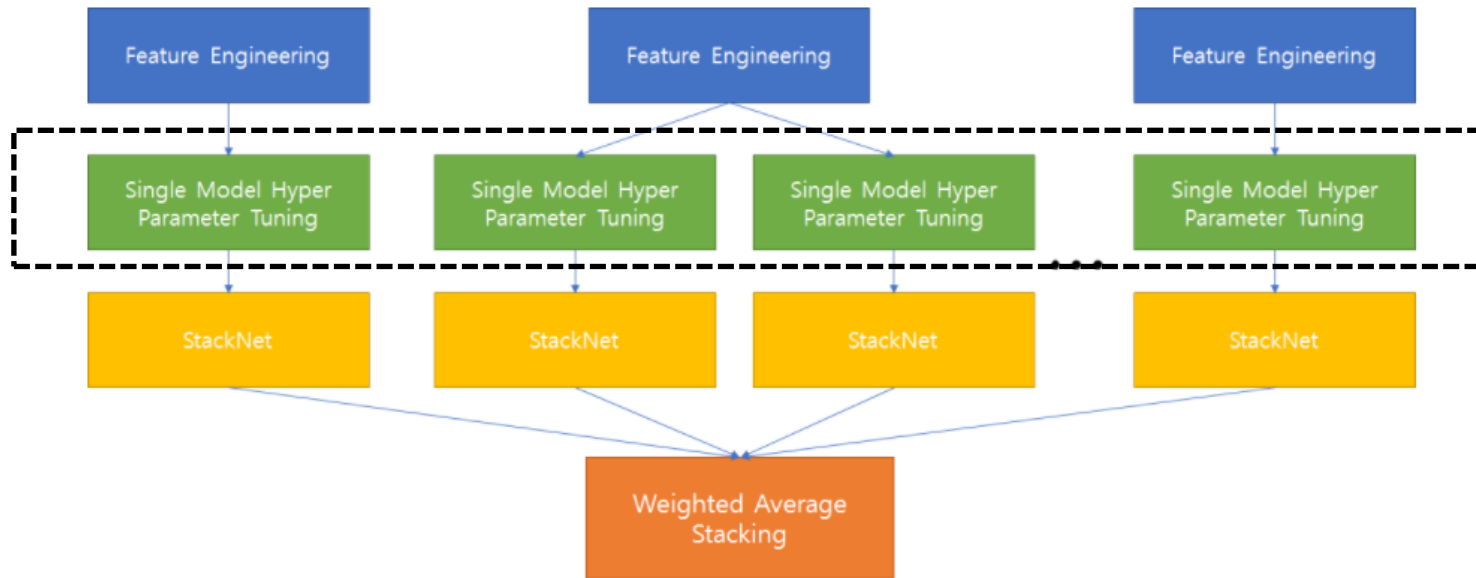 Feature Engineering
Feature Engineering
Feature Engineering
Single Model Hyper
Parameter Tuning
Single Model Hyper
Parameter Tuning
Single Model Hyper
Parameter Tuning
Single Model Hyper
Parameter Tuning
StackNet
StackNet
StackNet
StackNet
Weighted Average
Stacking